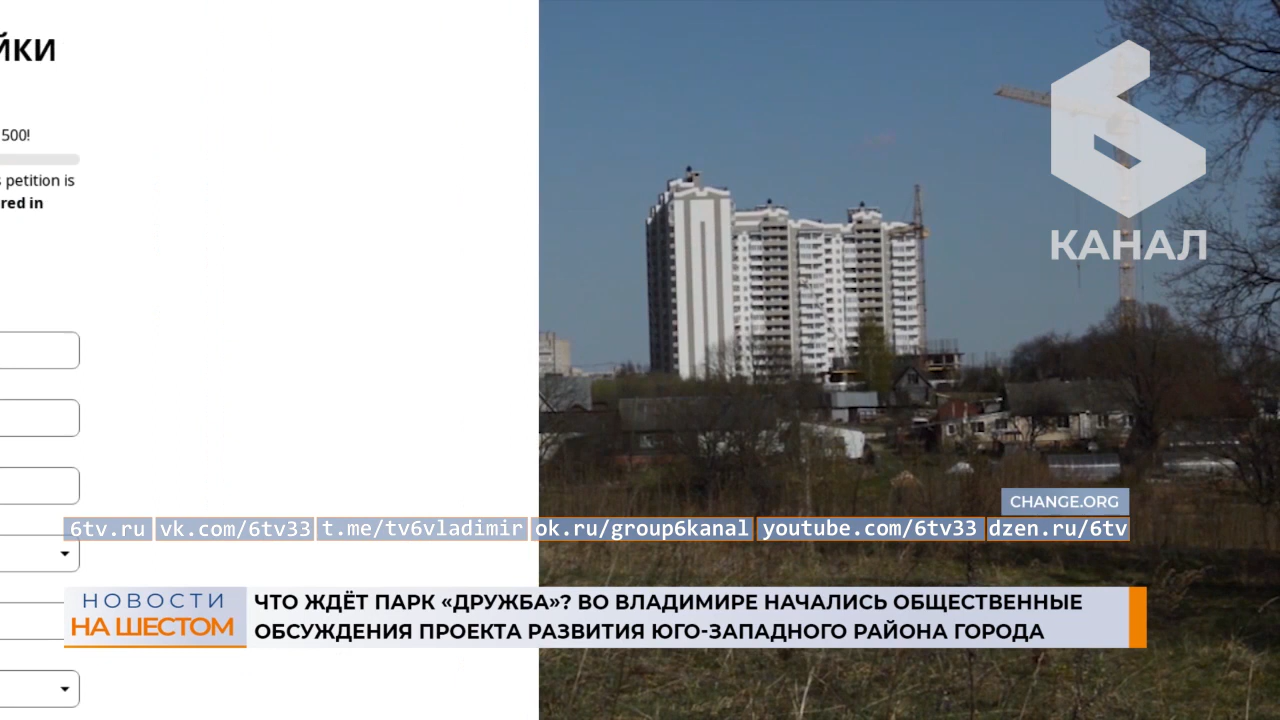 ЙКИ
500!
petition is
red in
6
КАНАЛ
CHANGE.ORG
6tv.ru vk.com/6tv33 t.me/tv6vladimir ok.ru/group6kanal youtube.com/6tv33 dzen.ru/6tv
НОВОСТИ
НА ШЕСТОМ
ЧТО ЖДЁТ ПАРК «ДРУЖБА»? ВО ВЛАДИМИРЕ НАЧАЛИСЬ ОБЩЕСТВЕННЫЕ
ОБСУЖДЕНИЯ ПРОЕКТА РАЗВИТИЯ ЮГО-ЗАПАДНОГО РАЙОНА ГОРОДА